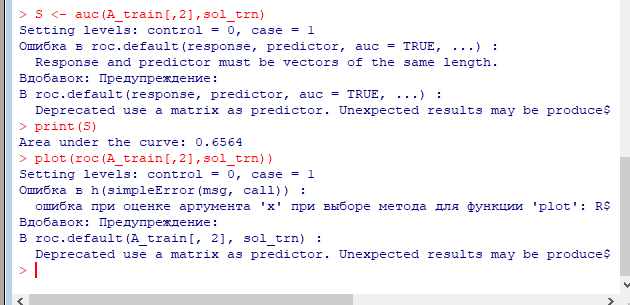 > S <- auc(A_train[,2],sol_trn)
Setting levels: control = 0, case = 1
Ошибка в roc.default(response, predictor, auc = TRUE, ...) :
  Response and predictor must be vectors of the same length.
Вдобавок: Предупреждение:
В roc.default(response, predictor, auc = TRUE, ...) :
  Deprecated use a matrix as predictor. Unexpected results may be produce$
> print(S)
Area under the curve: 0.6564
> plot(roc(A_train[,2],sol_trn))
Setting levels: control = 0, case = 1
Ошибка в h(simpleError(msg, call)) :
  ошибка при оценке аргумента 'x' при выборе метода для функции 'plot': R$
Вдобавок: Предупреждение:
В roc.default(A_train[, 2], sol_trn) :
  Deprecated use a matrix as predictor. Unexpected results may be produce$
>